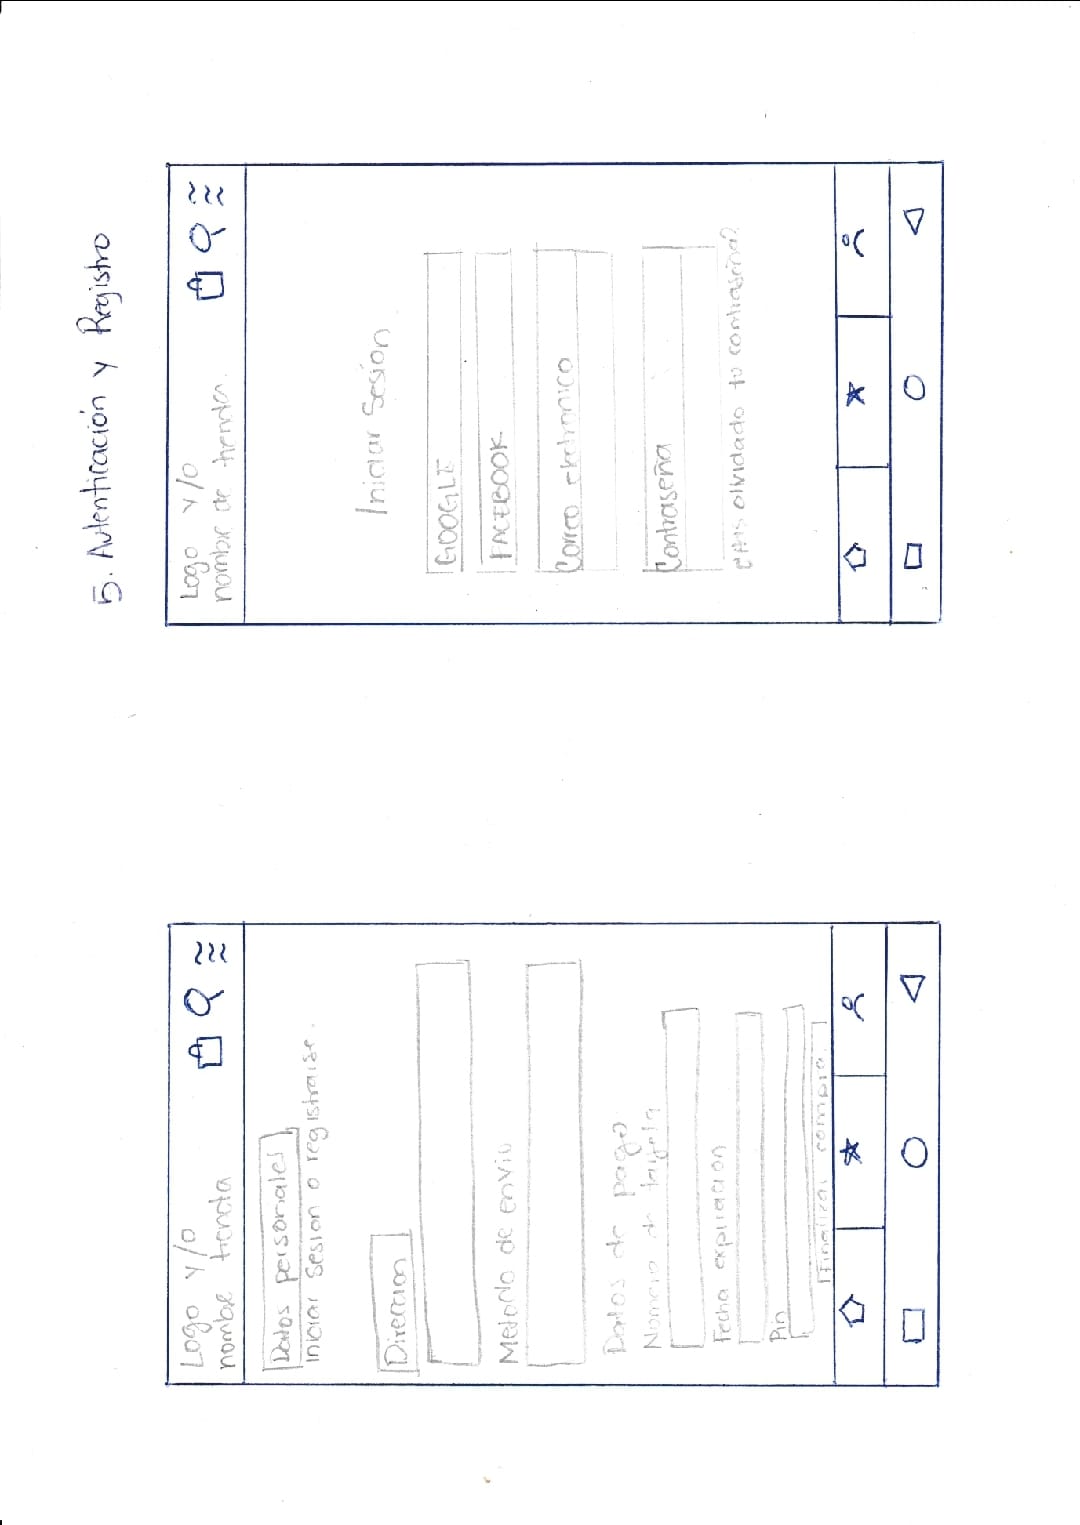 Logo y/o
nombre tienda
Datos personales
Iniciar Sesion o registrarse.
Direccion
Metodo de envio
Datos de pago
Numero de tarjeta
Fecha expiracion
Pin
Finalizar compra
5. Autenticación y Registro
Logo y/o
nombre de tienda
Iniciar Sesión
GOOGLE
FACEBOOK
Correo electronico
Contraseña
¿Has olvidado tu contraseña?